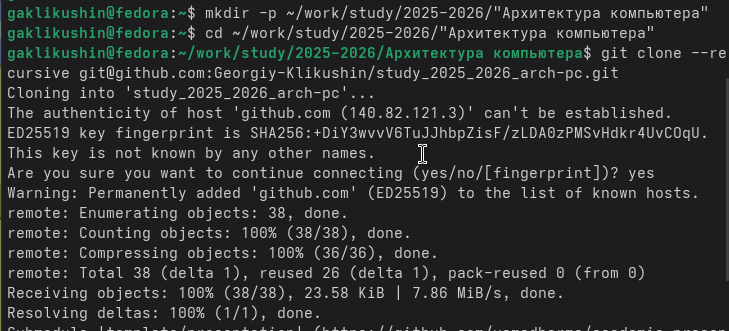 gaklikushin@fedora:~$ mkdir -p ~/work/study/2025-2026/"Архитектура компьютера"
gaklikushin@fedora:~$ cd ~/work/study/2025-2026/"Архитектура компьютера"
gaklikushin@fedora:~/work/study/2025-2026/Архитектура компьютера$ git clone --re
cursive git@github.com:Georgiy-Klikushin/study_2025_2026_arch-pc.git
Cloning into 'study_2025_2026_arch-pc'...
The authenticity of host 'github.com (140.82.121.3)' can't be established.
ED25519 key fingerprint is SHA256:+DiY3wvvV6TuJJhbpZisF/zLDA0zPMSvHdkr4UvCOqU.
This key is not known by any other names.
Are you sure you want to continue connecting (yes/no/[fingerprint])? yes
Warning: Permanently added 'github.com' (ED25519) to the list of known hosts.
remote: Enumerating objects: 38, done.
remote: Counting objects: 100% (38/38), done.
remote: Compressing objects: 100% (36/36), done.
remote: Total 38 (delta 1), reused 26 (delta 1), pack-reused 0 (from 0)
Receiving objects: 100% (38/38), 23.58 KiB | 7.86 MiB/s, done.
Resolving deltas: 100% (1/1), done.